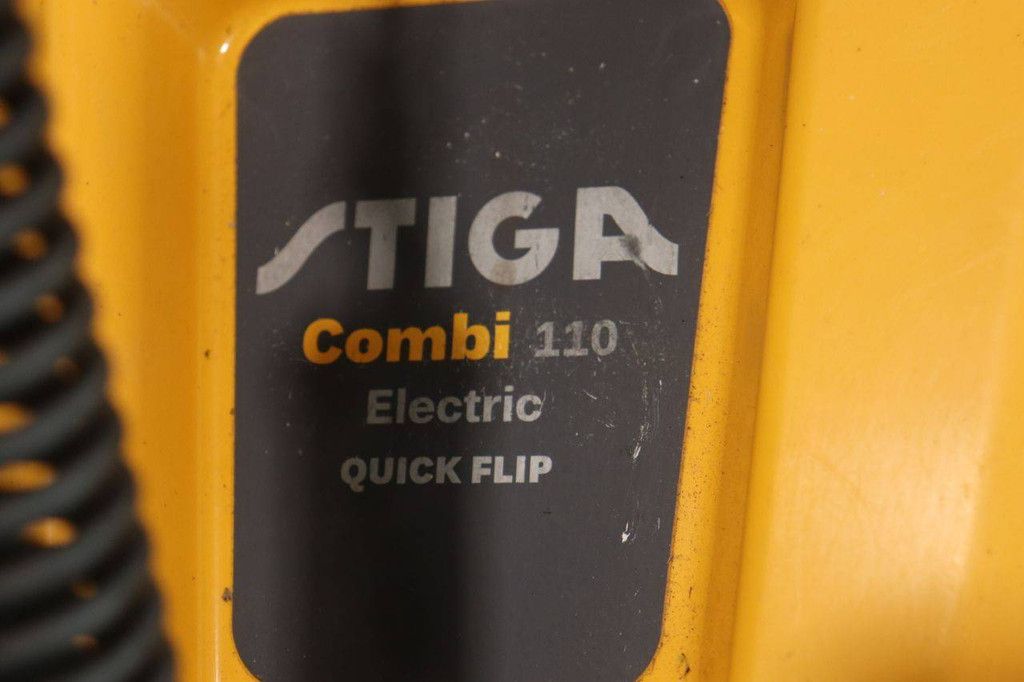 STIGA
Combi 110
Electric
QUICK FLIP